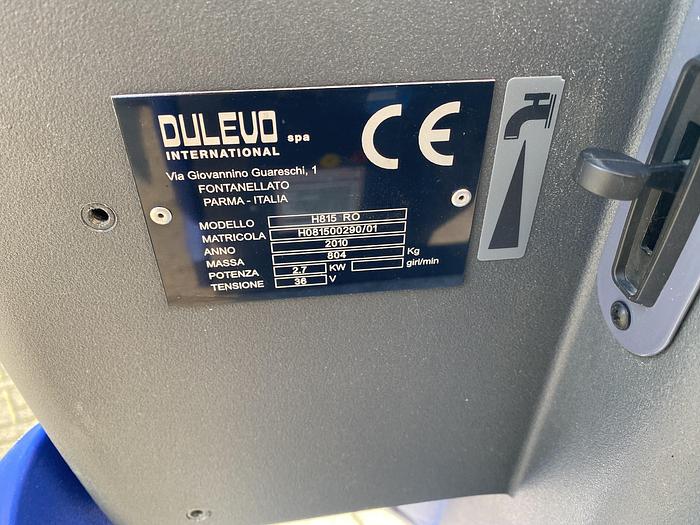 DULEVO spa
INTERNATIONAL
CE
Via Giovannino Guareschi, 1
FONTANELLATO
PARMA - ITALIA
MODELLO H815 RO
MATRICOLA H081500290/01
ANNO 2010
MASSA 804 Kg
POTENZA 2.7 KW giri/min
TENSIONE 36 V